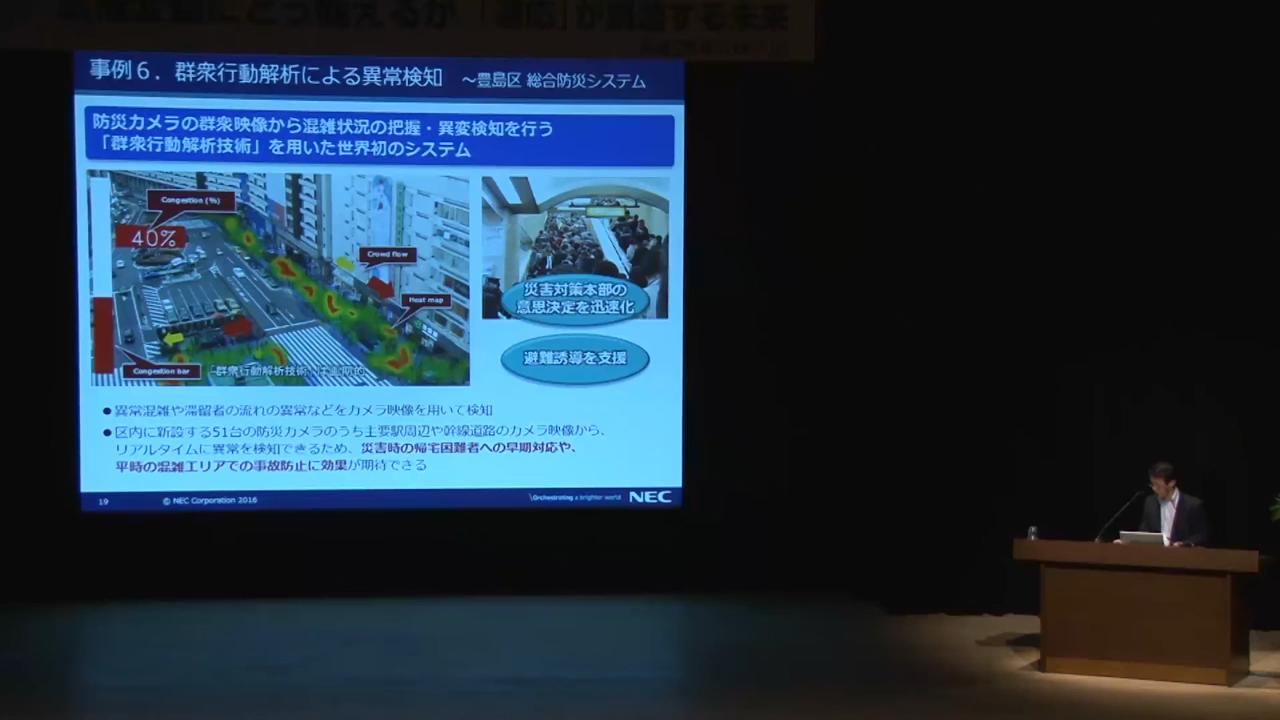 事例６．群衆行動解析による異常検知 ～豊島区 総合防災システム
防災カメラの群衆映像から混雑状況の把握・異変検知を行う
「群衆行動解析技術」を用いた世界初のシステム
Congestion (%)
40%
Crowd flow
Heat map
Congestion bar
「群衆行動解析技術」は
災害対策本部の
意思決定を迅速化
避難誘導を支援
●異常混雑や滞留者の流れの異常などをカメラ映像を用いて検知
●区内に新設する51台の防災カメラのうち主要駅周辺や幹線道路のカメラ映像から、
リアルタイムに異常を検知できるため、災害時の帰宅困難者への早期対応や、
平時の混雑エリアでの事故防止に効果が期待できる
19
© NEC Corporation 2016
\Orchestrating a brighter world
NEC